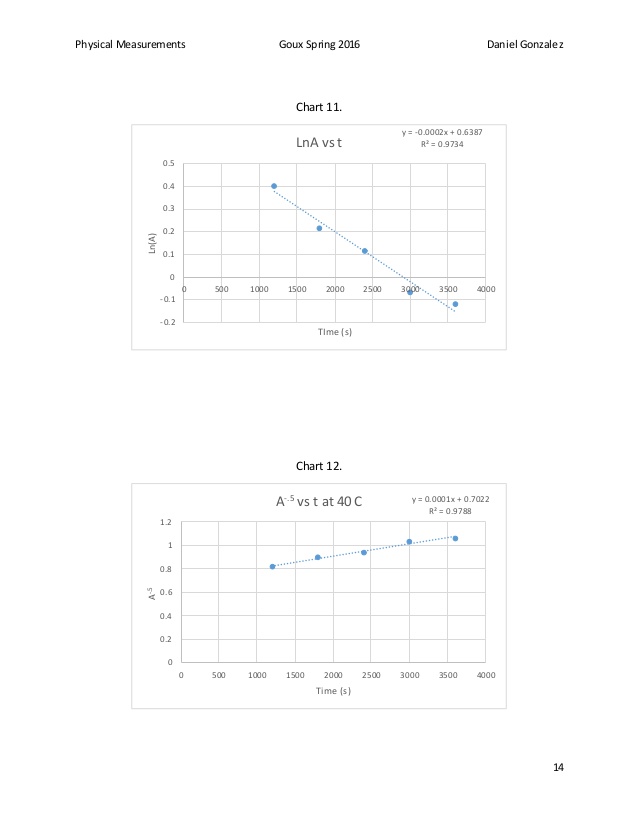 Physical Measurements Goux Spring 2016 Daniel Gonzalez
Chart 11.
LnA vs t
y = -0.0002x + 0.6387
R² = 0.9734
0.5
0.4
0.3
0.2
0.1
0
-0.1
-0.2
Ln(A)
0 500 1000 1500 2000 2500 3000 3500 4000
TIme (s)
Chart 12.
A^-.5 vs t at 40 C
y = 0.0001x + 0.7022
R² = 0.9788
1.2
1
0.8
0.6
0.4
0.2
0
A^-.5
0 500 1000 1500 2000 2500 3000 3500 4000
Time (s)
14